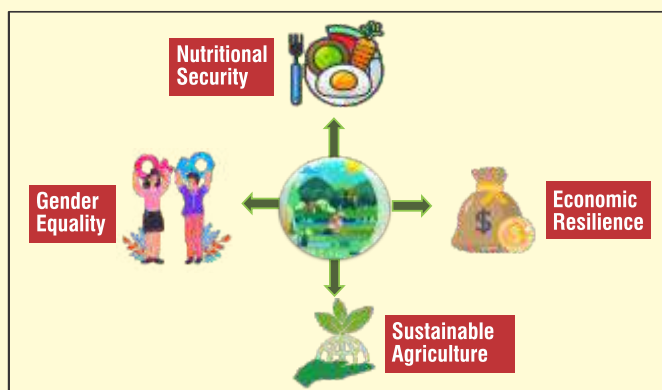 Nutritional
Security
Gender
Equality
Economic
Resilience
Sustainable
Agriculture